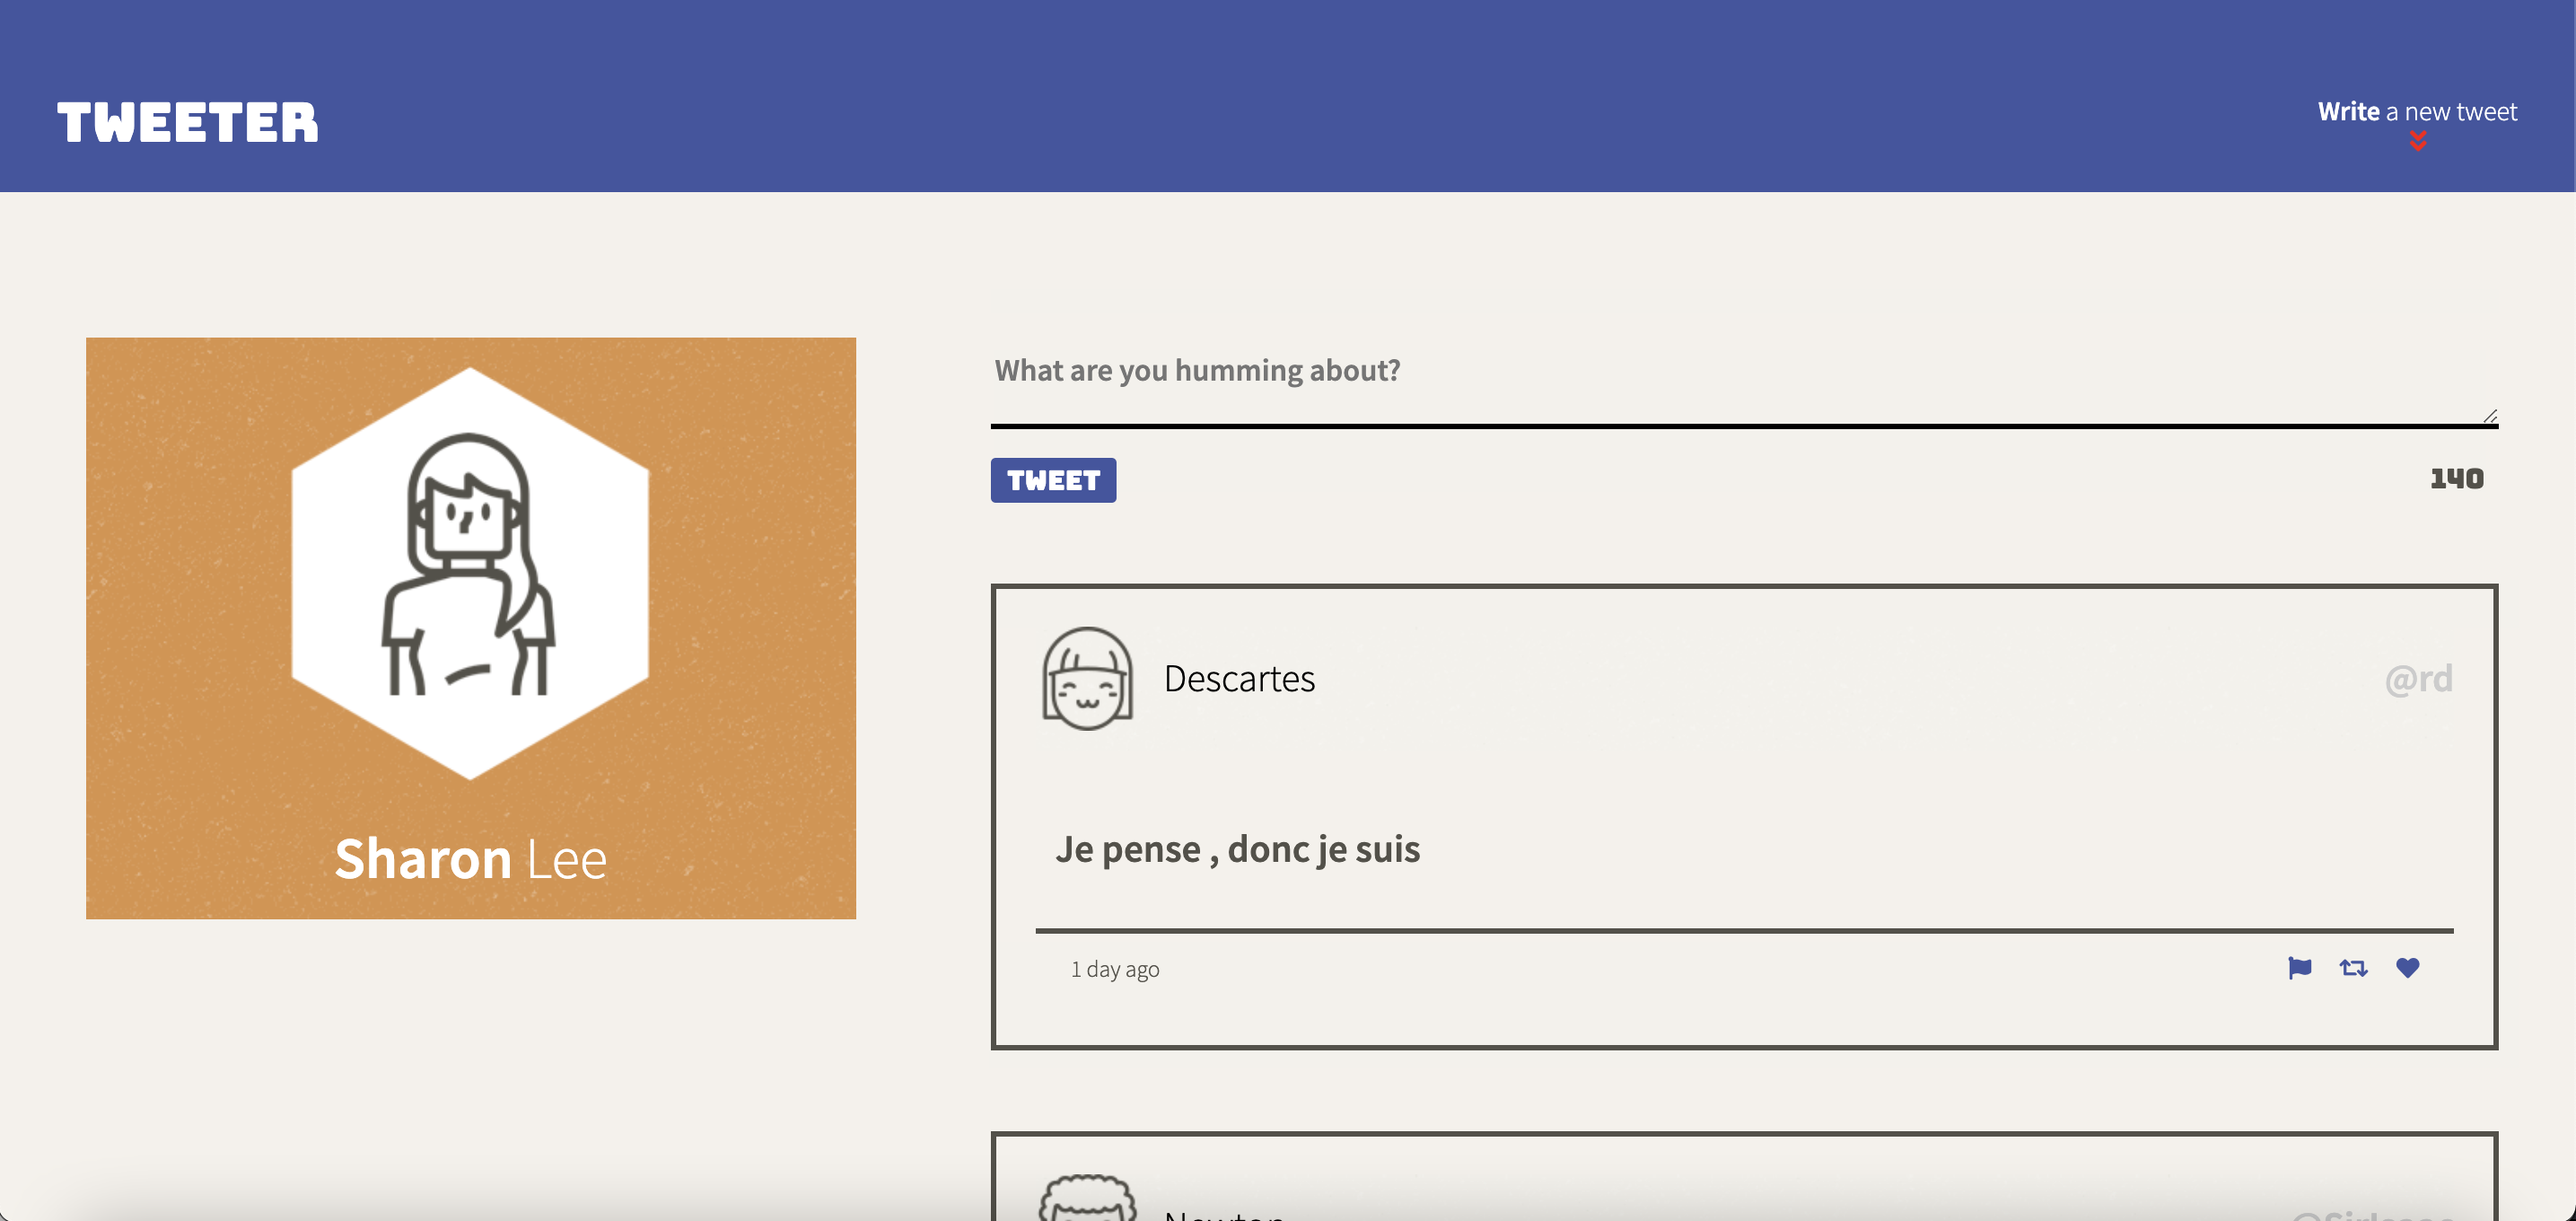 TWEETER
Write a new tweet
Sharon Lee
What are you humming about?
TWEET
140
Descartes
@rd
Je pense , donc je suis
1 day ago
Newton